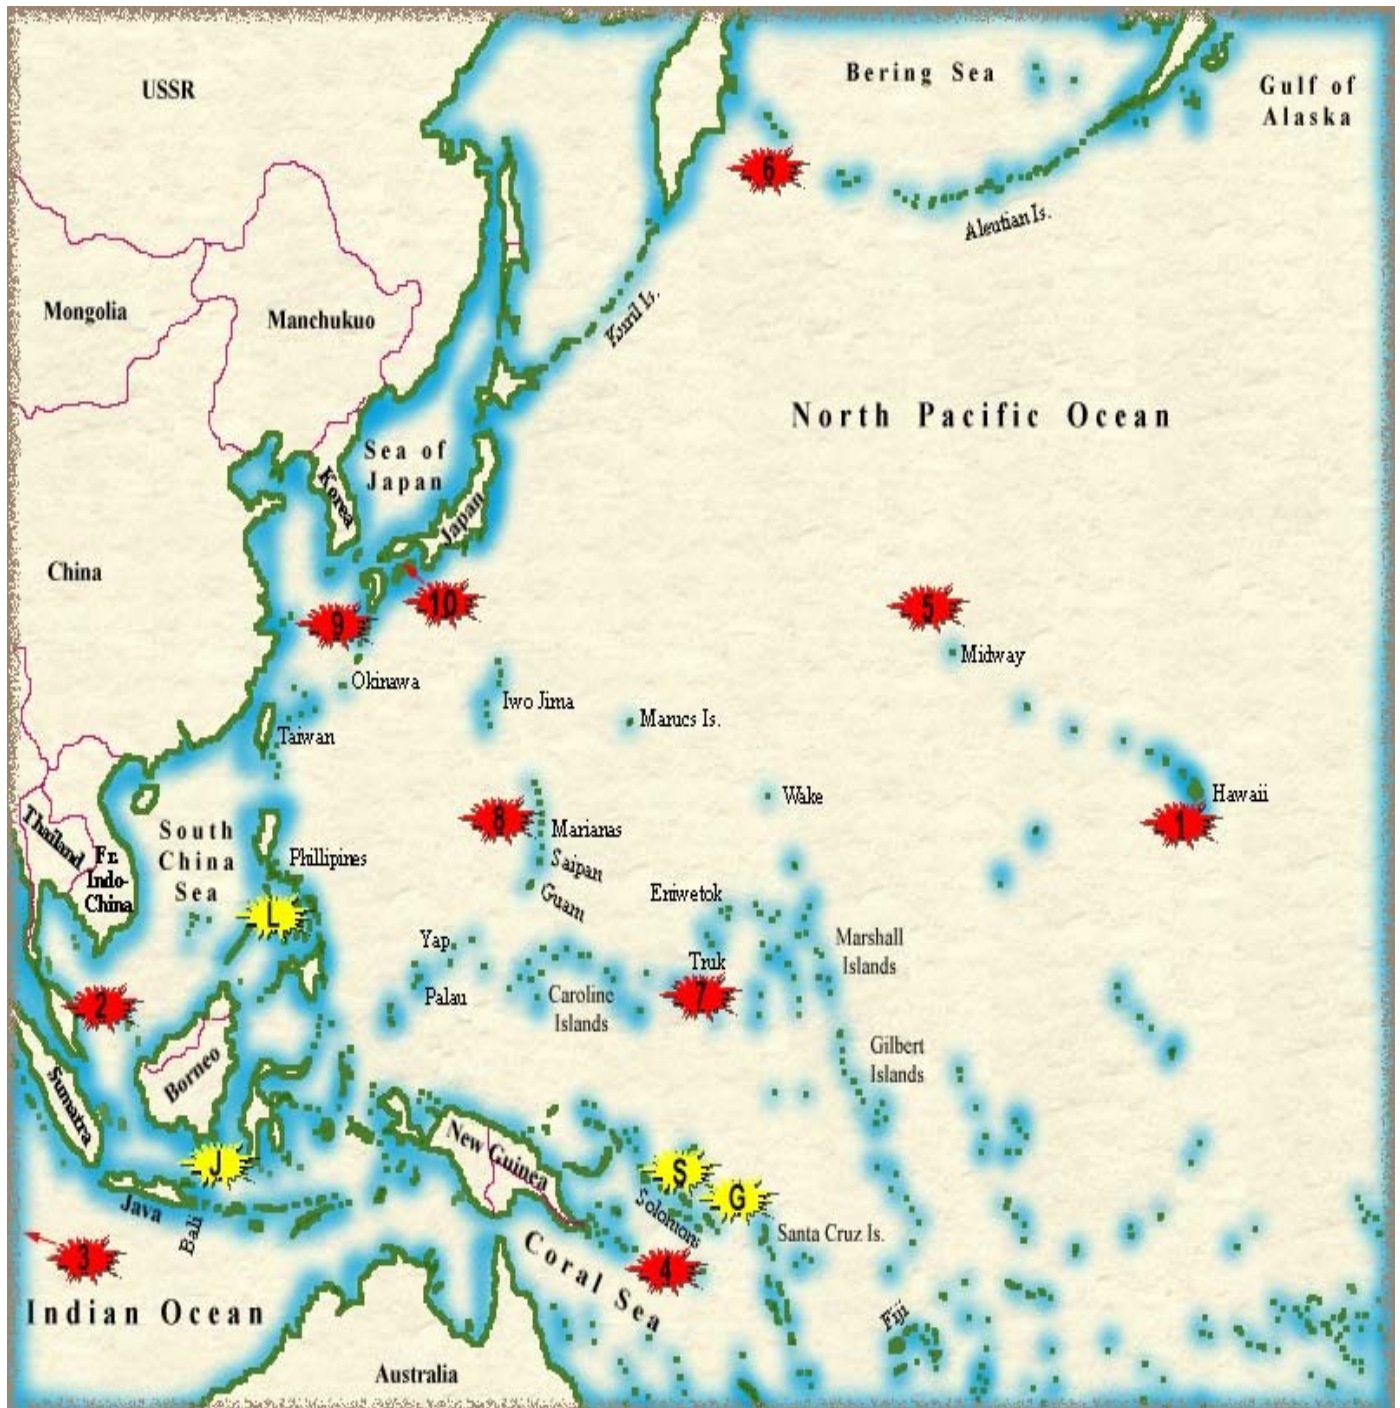 USSR
Bering Sea
Gulf of
Alaska
6
Aleutian Is.
Mongolia
Manchukuo
Kuril Is.
North Pacific Ocean
Sea of
Japan
Korea
Japan
China
10
9
5
Midway
Okinawa
Iwo Jima
Marucs Is.
Taiwan
Hawaii
1
Wake
8
Marianas
Saipan
Guam
Thailand
Fr.
Indo-
China
South
China
Sea
Phillipines
L
Eniwetok
Yap
Palau
Truk
7
Marshall
Islands
Caroline
Islands
2
Gilbert
Islands
Borneo
Sumatra
J
New Guinea
S
G
Solomons
Santa Cruz Is.
Java
Bali
3
4
Coral Sea
Indian Ocean
Fiji
Australia